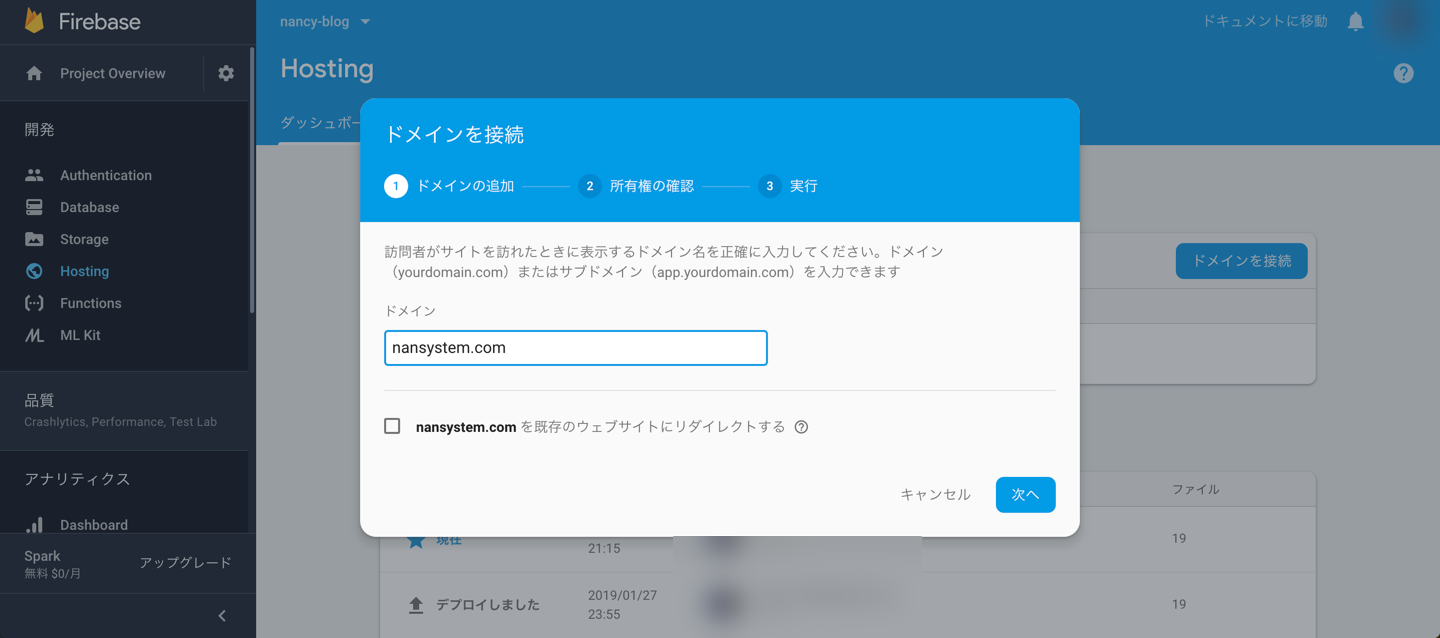 Firebase
nancy-blog
ドキュメントに移動
Project Overview
Hosting
開発
ダッシュボー
Authentication
Database
Storage
Hosting
Functions
ML Kit
品質
Crashlytics, Performance, Test Lab
アナリティクス
Dashboard
Spark
無料 $0/月
アップグレード
ドメインを接続
1 ドメインの追加 2 所有権の確認 3 実行
訪問者がサイトを訪れたときに表示するドメイン名を正確に入力してください。ドメイン
（yourdomain.com）またはサブドメイン（app.yourdomain.com）を入力できます
ドメイン
nansystem.com
nansystem.com を既存のウェブサイトにリダイレクトする
キャンセル
次へ
ドメインを接続
ファイル
現在
21:15
19
デプロイしました
2019/01/27
23:55
19